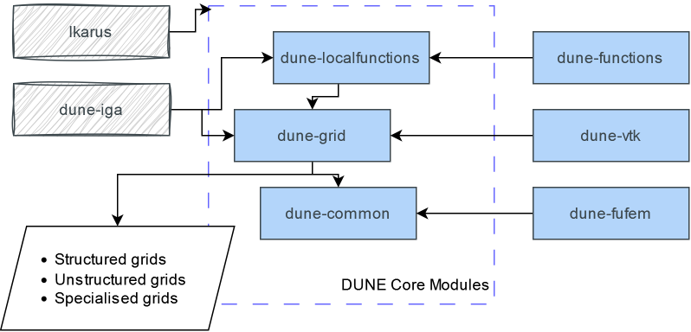 Ikarus
dune-localfunctions
dune-functions
dune-iga
dune-grid
dune-vtk
dune-common
dune-fufem
• Structured grids
• Unstructured grids
• Specialised grids
DUNE Core Modules